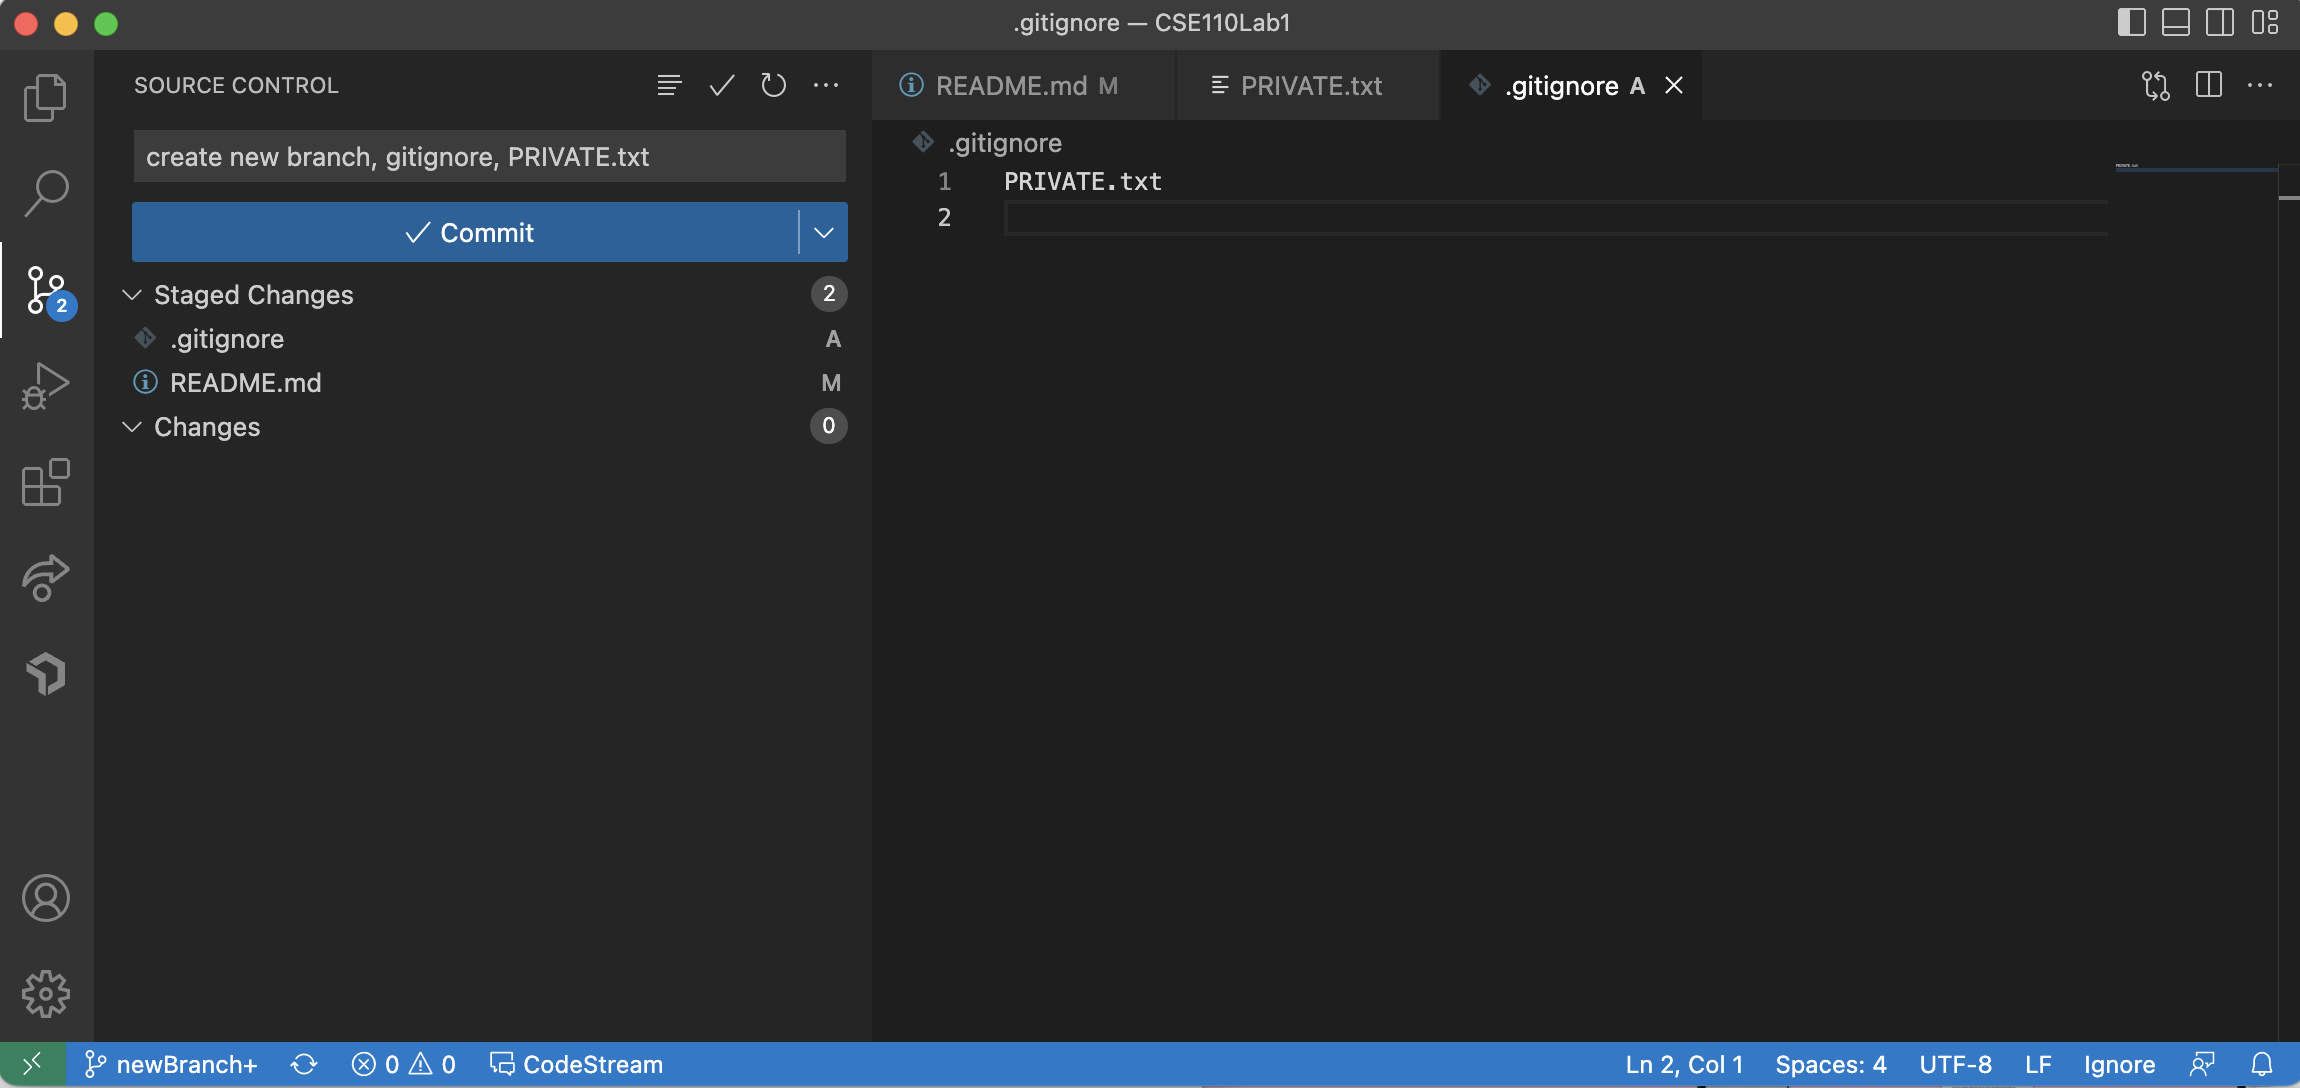 .gitignore — CSE110Lab1
SOURCE CONTROL
README.md M
PRIVATE.txt
.gitignore A
create new branch, gitignore, PRIVATE.txt
.gitignore
1 PRIVATE.txt
2
Commit
Staged Changes 2
.gitignore A
README.md M
Changes 0
2
newBranch+ 0 0 CodeStream
Ln 2, Col 1 Spaces: 4 UTF-8 LF Ignore